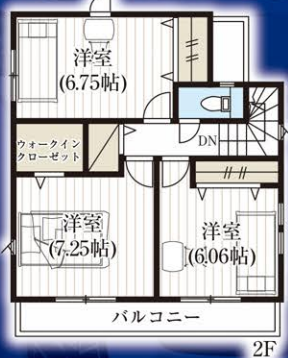 洋室
(6.75帖)
ウォークイン
クローゼット
DN
洋室
(7.25帖)
洋室
(6.06帖)
バルコニー
2F